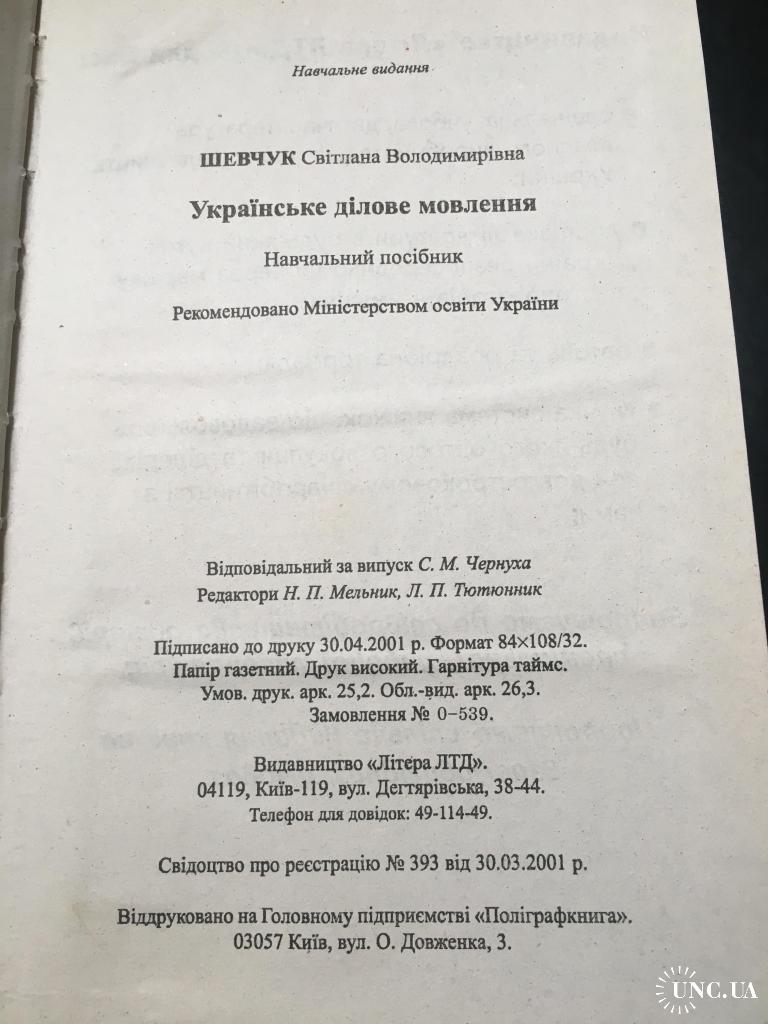 Навчальне видання
ШЕВЧУК Світлана Володимирівна
Українське ділове мовлення
Навчальний посібник
Рекомендовано Міністерством освіти України
Відповідальний за випуск С. М. Чернуха
Редактори Н. П. Мельник, Л. П. Тютюнник
Підписано до друку 30.04.2001 р. Формат 84×108/32.
Папір газетний. Друк високий. Гарнітура таймс.
Умов. друк. арк. 25,2. Обл.-вид. арк. 26,3.
Замовлення № 0-539.
Видавництво «Літера ЛТД».
04119, Київ-119, вул. Дегтярівська, 38-44.
Телефон для довідок: 49-114-49.
Свідоцтво про реєстрацію № 393 від 30.03.2001 р.
Віддруковано на Головному підприємстві «Поліграфкнига».
03057 Київ, вул. О. Довженка, 3.
UNC.UA